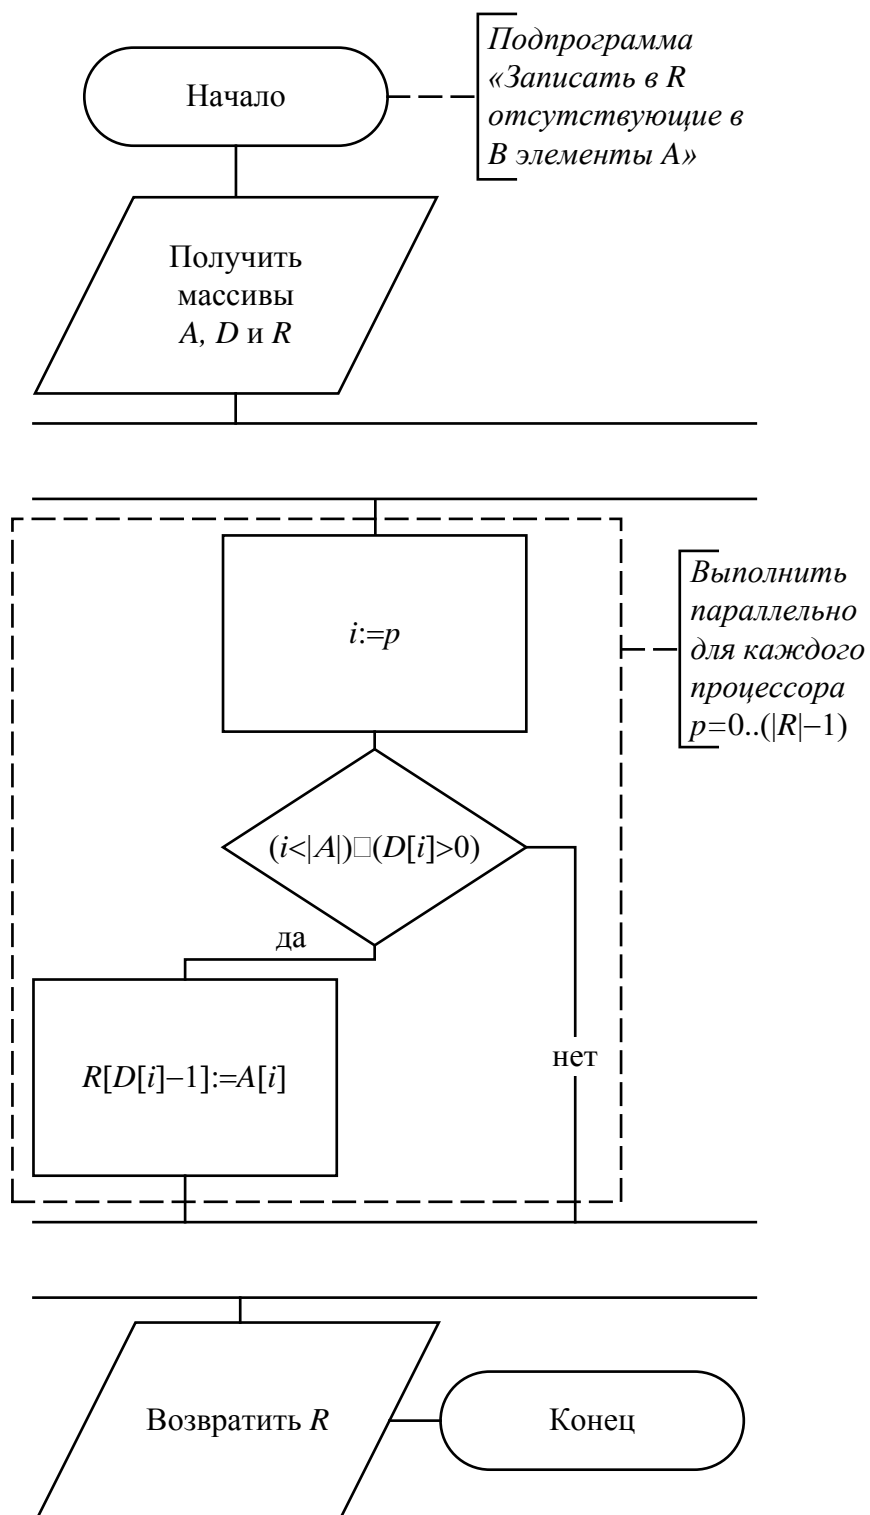 Начало
Подпрограмма
«Записать в R
отсутствующие в
B элементы A»
Получить
массивы
A, D и R
i:=p
Выполнить
параллельно
для каждого
процессора
p=0..(|R|–1)
(i<|A|)□(D[i]>0)
да
нет
R[D[i]–1]:=A[i]
Возвратить R
Конец